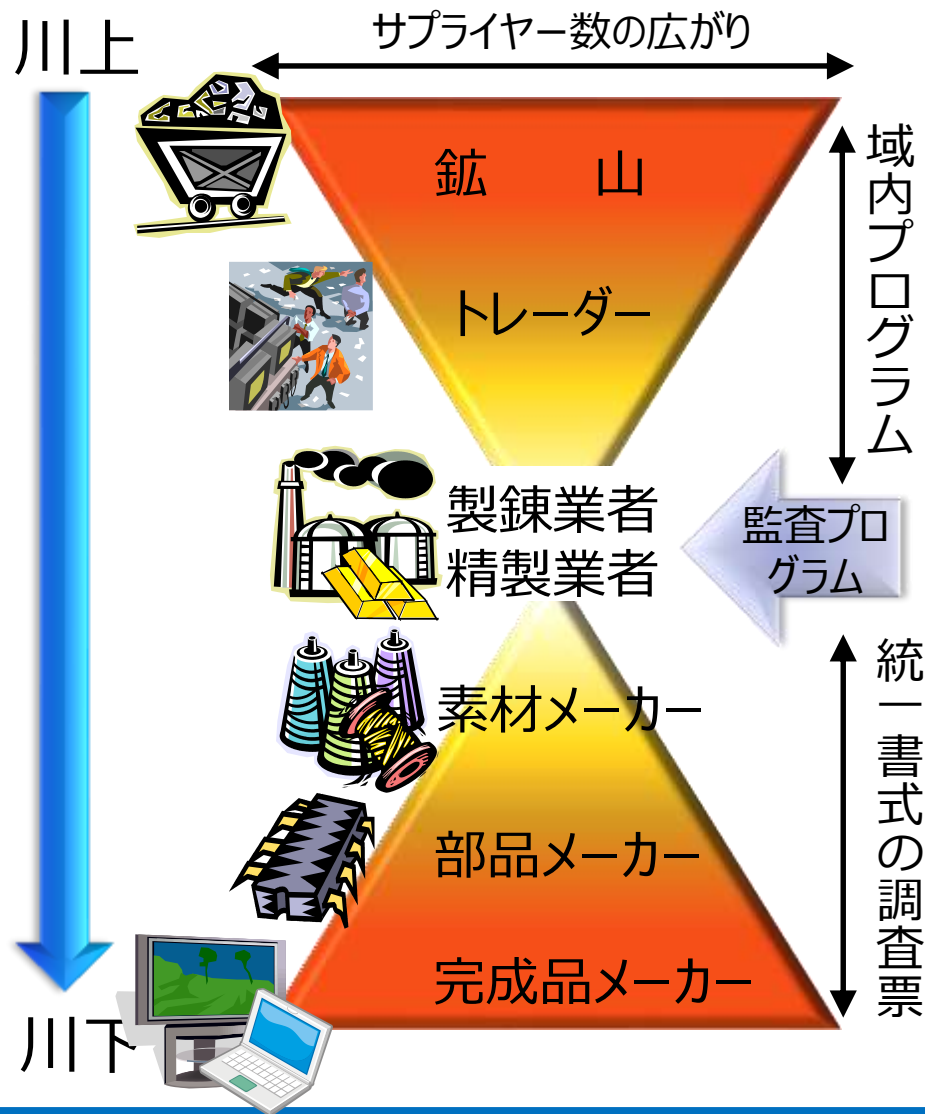 川上
サプライヤー数の広がり
鉱 山
トレーダー
域内プログラム
製錬業者
精製業者
監査プロ
グラム
素材メーカー
部品メーカー
完成品メーカー
統一書式の調査票
川下